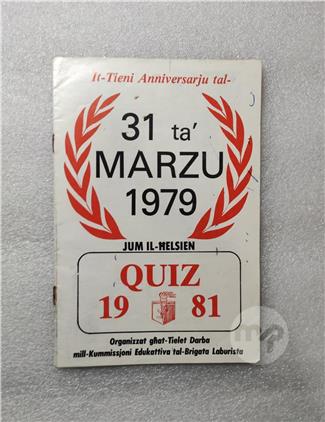 It-Tieni Anniversarju tal-
31 ta'
MARZU
1979
JUM IL-ĦELSIEN
QUIZ
19 81
Organizzat għat-Tielet Darba
mill-Kummissjoni Edukattiva tal-Brigata Laburista